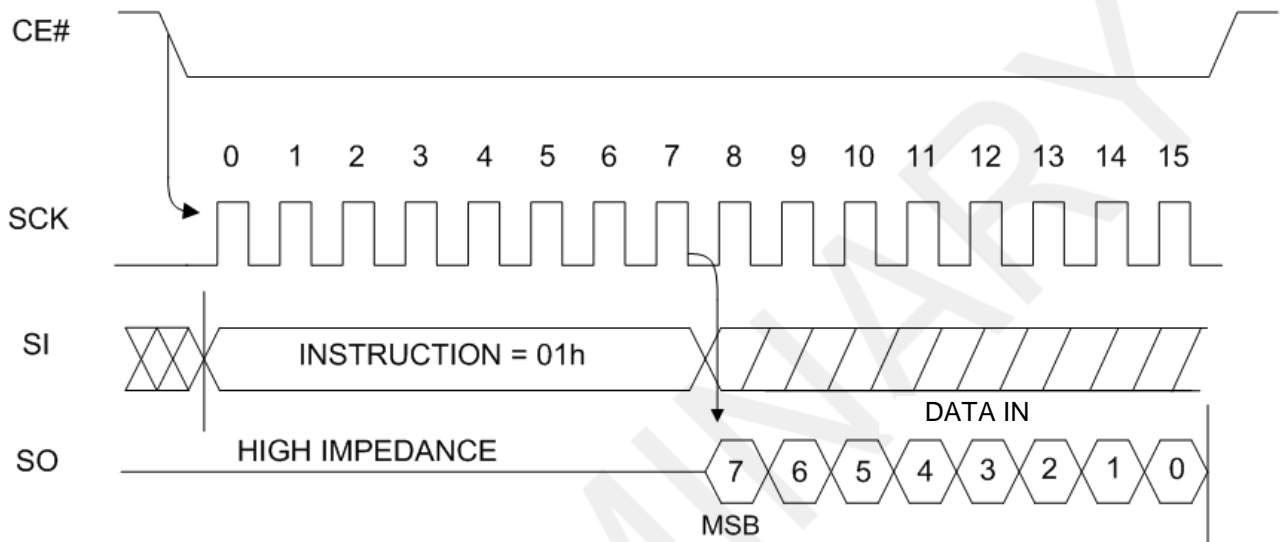 CE#
0 1 2 3 4 5 6 7 8 9 10 11 12 13 14 15
SCK
SI
INSTRUCTION = 01h
DATA IN
SO
HIGH IMPEDANCE
7 6 5 4 3 2 1 0
MSB
MINARY